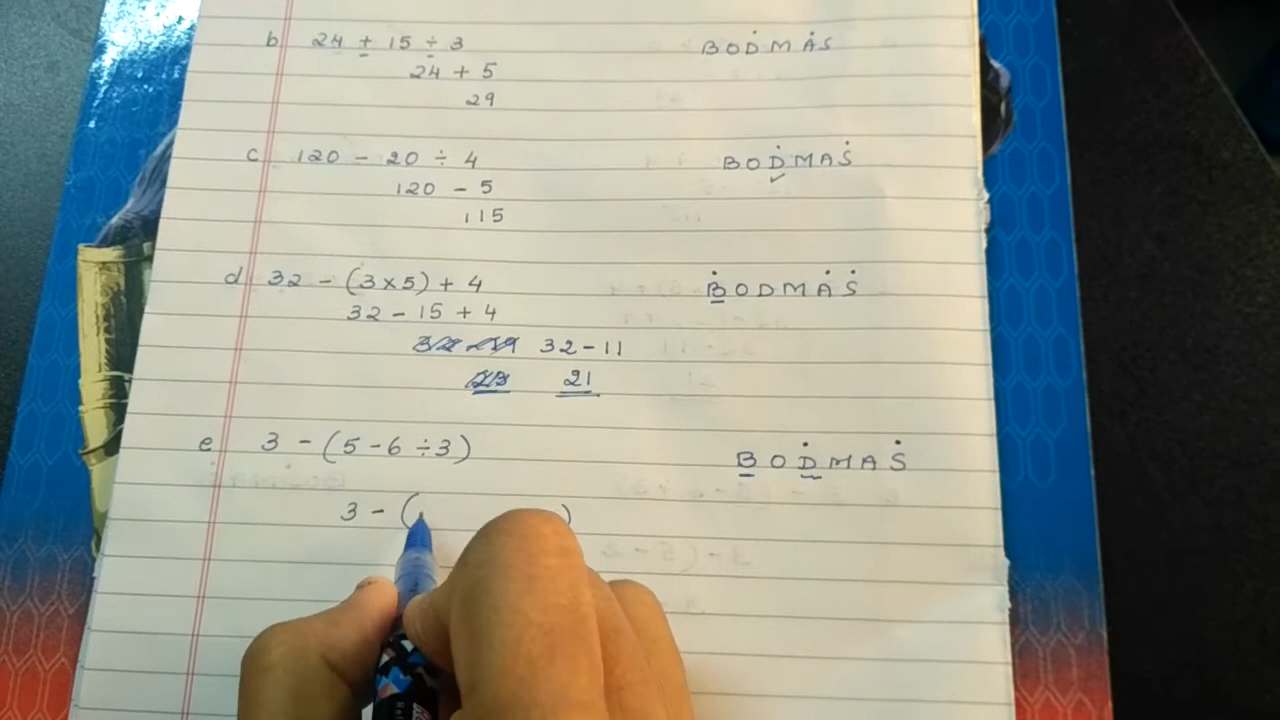 b 24 + 15 ÷ 3 BODMAS
24 + 5
29
c 120 - 20 ÷ 4 BODMAS
120 - 5
115
d 32 - (3×5) + 4 BODMAS
32 - 15 + 4
32 - 11
21
e 3 - (5 - 6 ÷ 3) BODMAS
3 - ( )